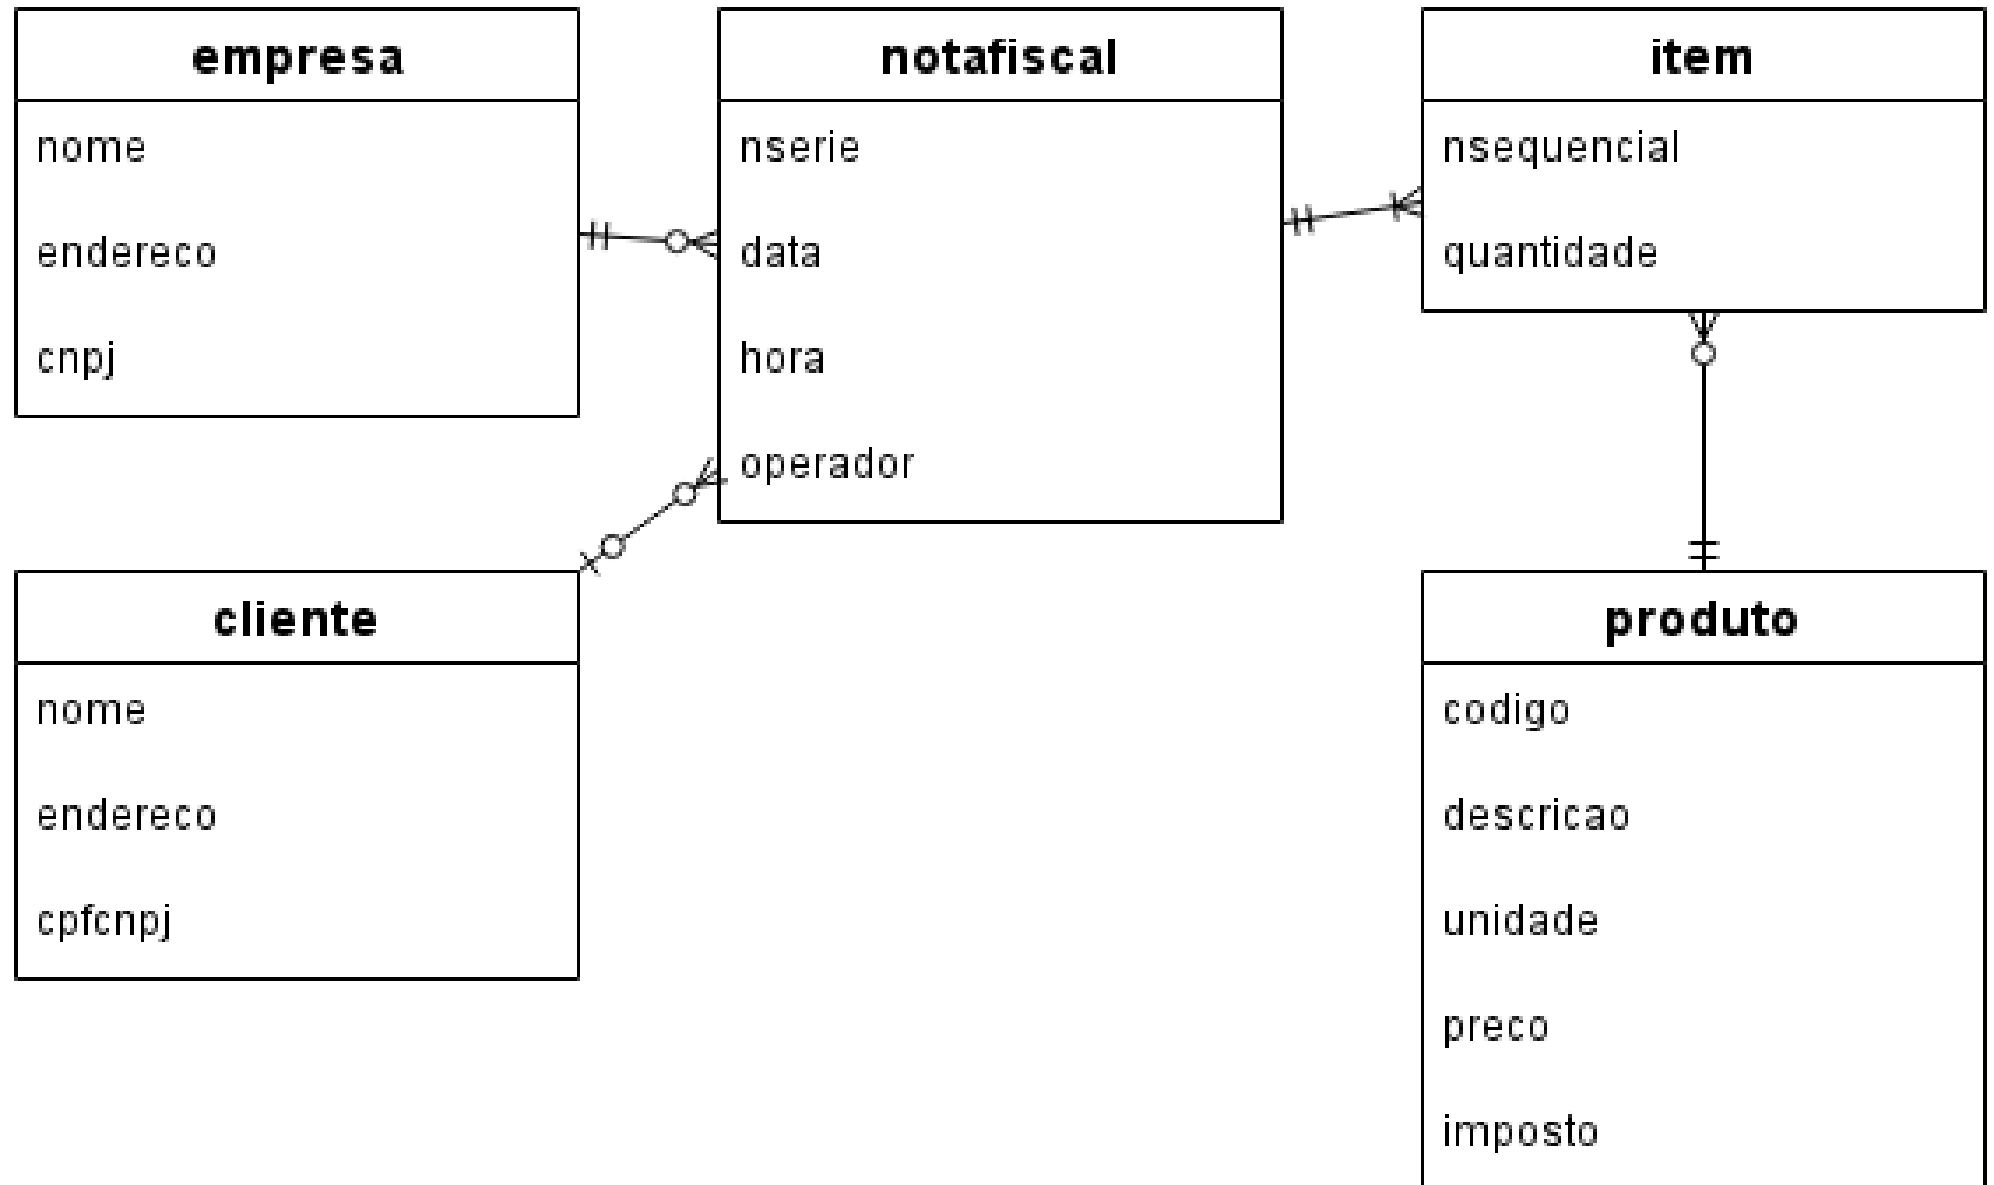 empresa
nome
endereco
cnpj
notafiscal
nserie
data
hora
operador
item
nsequencial
quantidade
cliente
nome
endereco
cpfcnpj
produto
codigo
descricao
unidade
preco
imposto